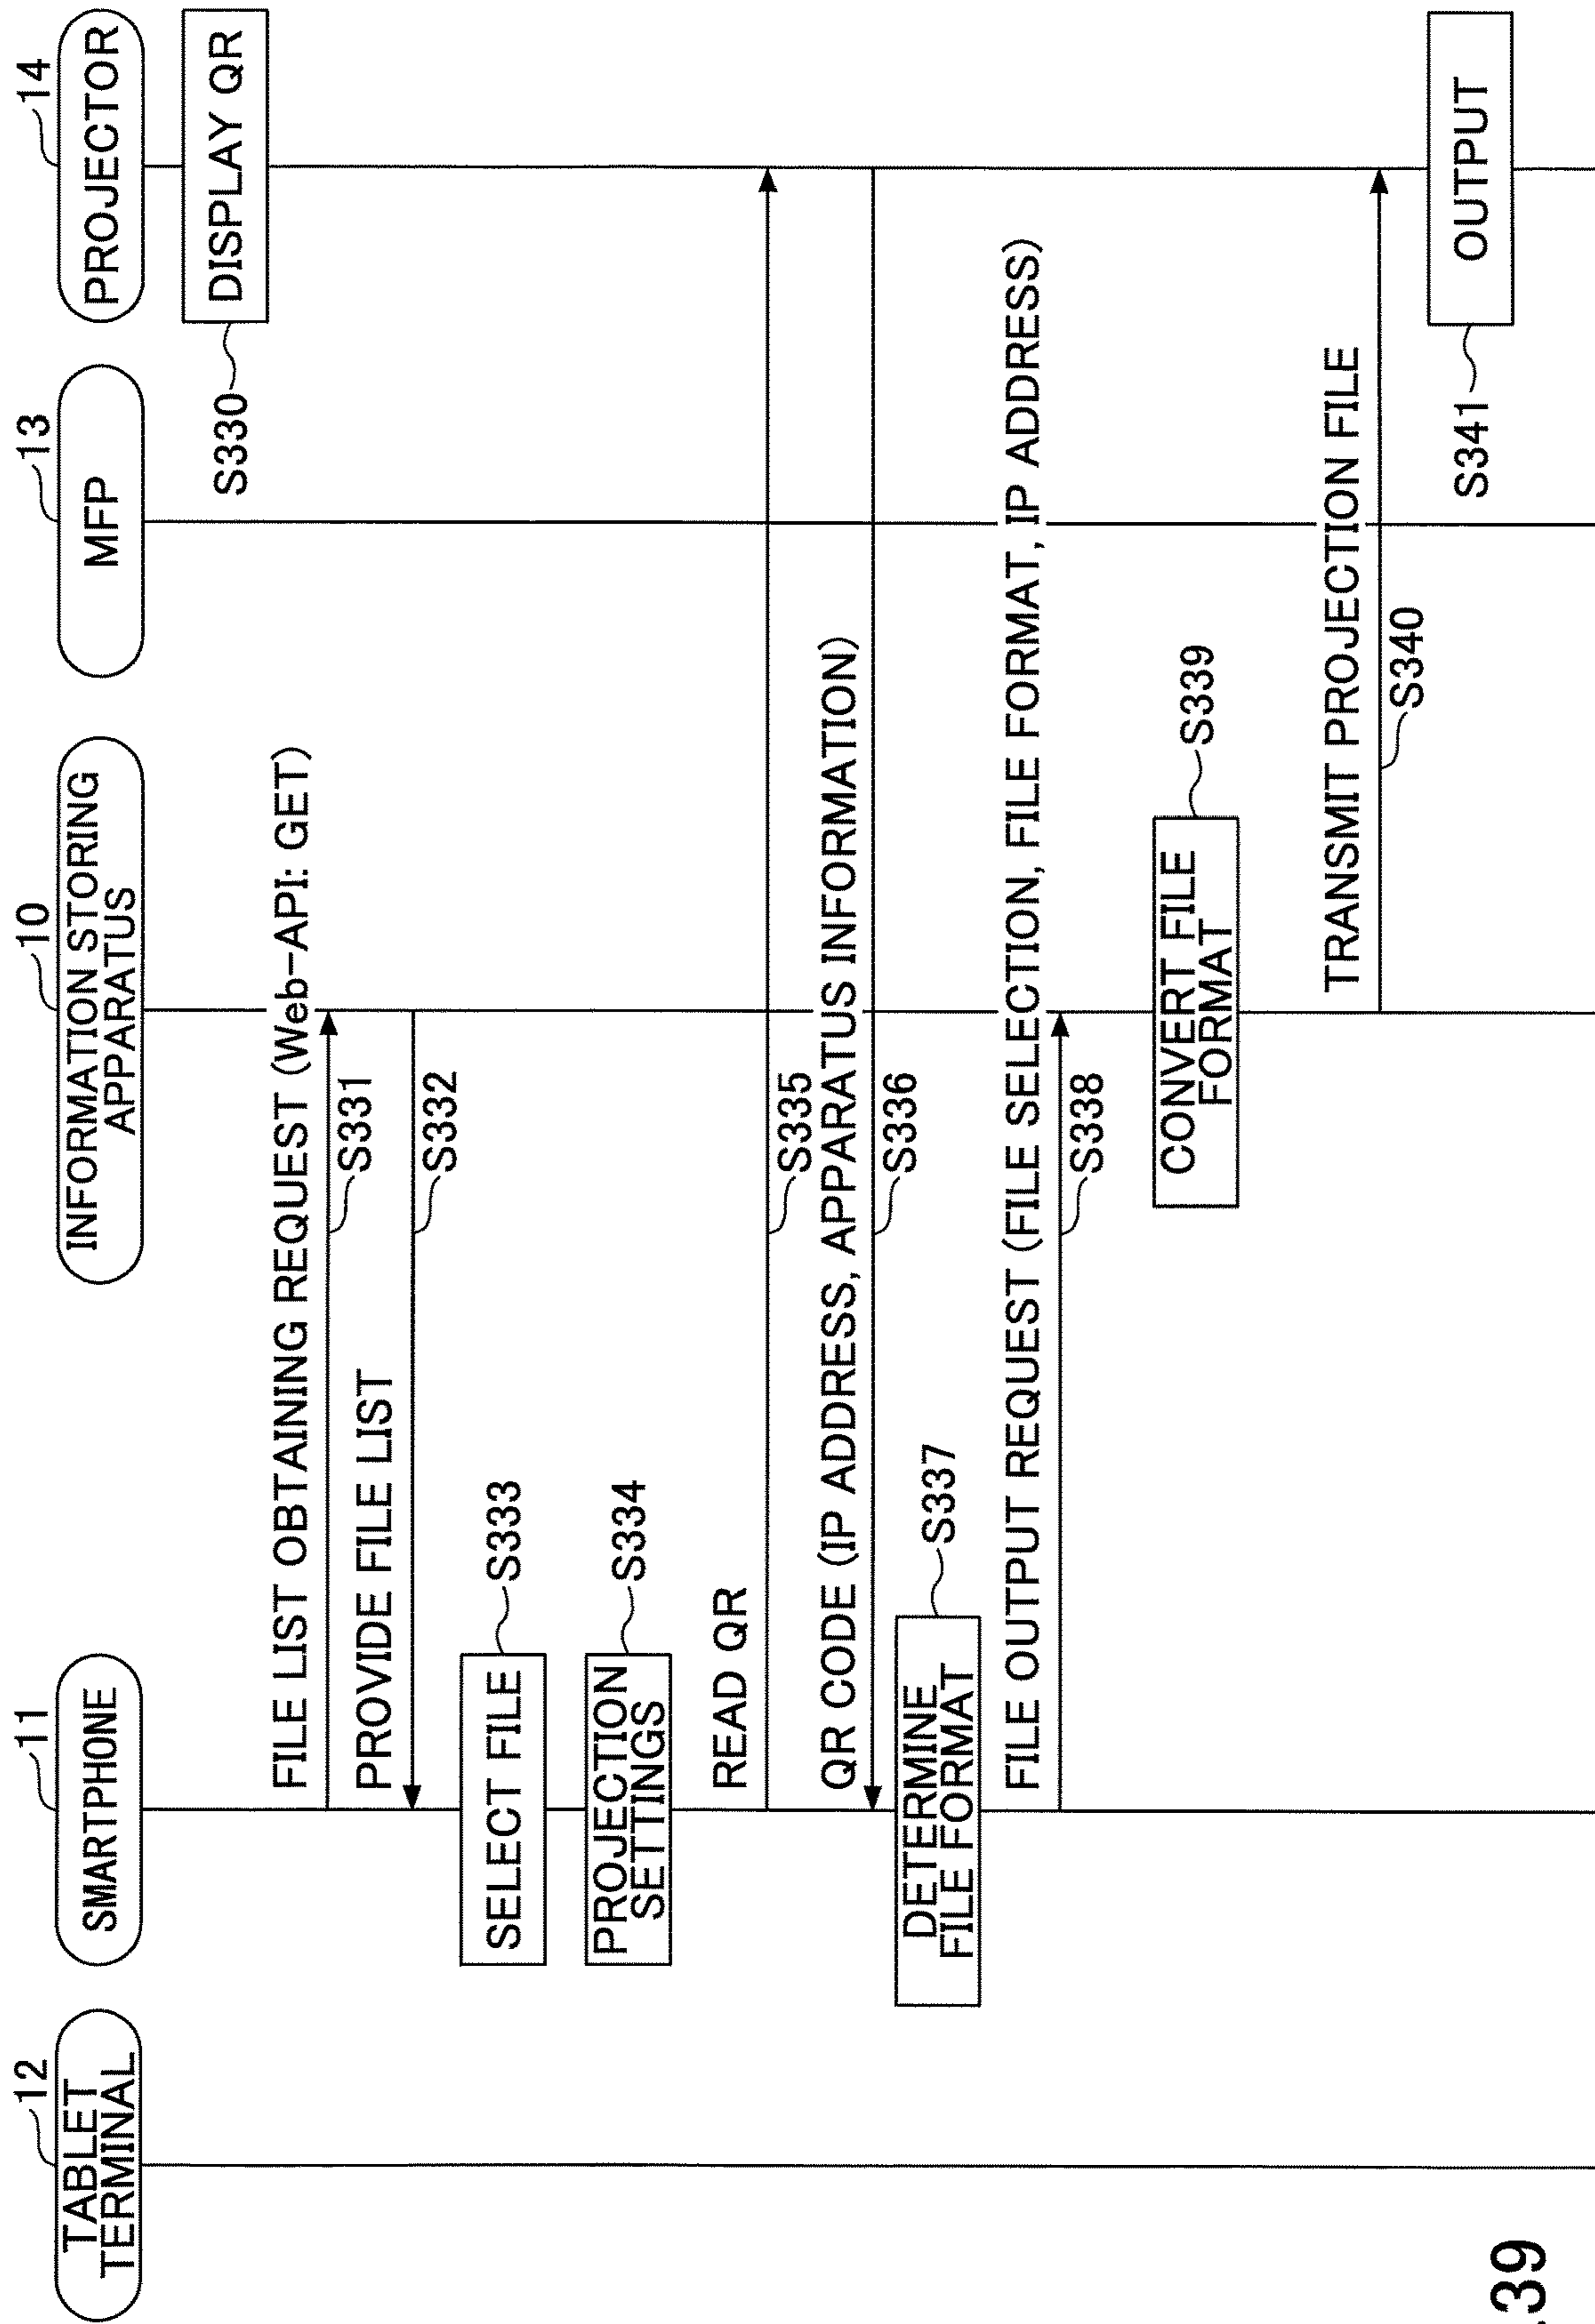 12
TABLET
TERMINAL
11
SMARTPHONE
10
INFORMATION STORING
APPARATUS
13
MFP
14
PROJECTOR
DISPLAY QR
S330
FILE LIST OBTAINING REQUEST (Web-API: GET)
S331
PROVIDE FILE LIST
S332
SELECT FILE
S333
PROJECTION
SETTINGS
S334
READ QR
S335
QR CODE (IP ADDRESS, APPARATUS INFORMATION)
S336
DETERMINE
FILE FORMAT
S337
FILE OUTPUT REQUEST (FILE SELECTION, FILE FORMAT, IP ADDRESS)
S338
CONVERT FILE
FORMAT
S339
TRANSMIT PROJECTION FILE
S340
OUTPUT
S341
.39